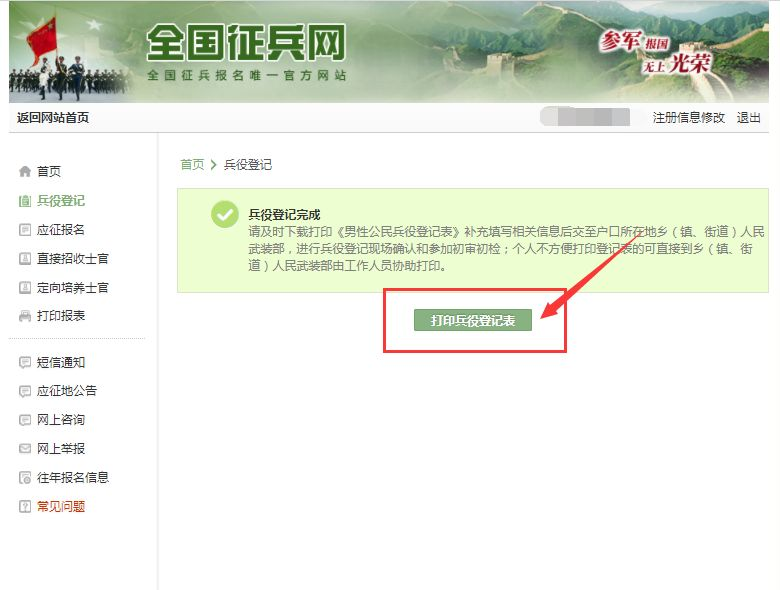 全国征兵网
全国征兵报名唯一官方网站
参军 报国
无上 光荣
返回网站首页
注册信息修改 退出
首页
兵役登记
应征报名
直接招收士官
定向培养士官
打印报表
短信通知
应征地公告
网上咨询
网上举报
往年报名信息
常见问题
首页 > 兵役登记
兵役登记完成
请及时下载打印《男性公民兵役登记表》补充填写相关信息后交至户口所在地乡（镇、街道）人民
武装部，进行兵役登记现场确认和参加初审初检；个人不方便打印登记表的可直接到乡（镇、街
道）人民武装部由工作人员协助打印。
打印兵役登记表